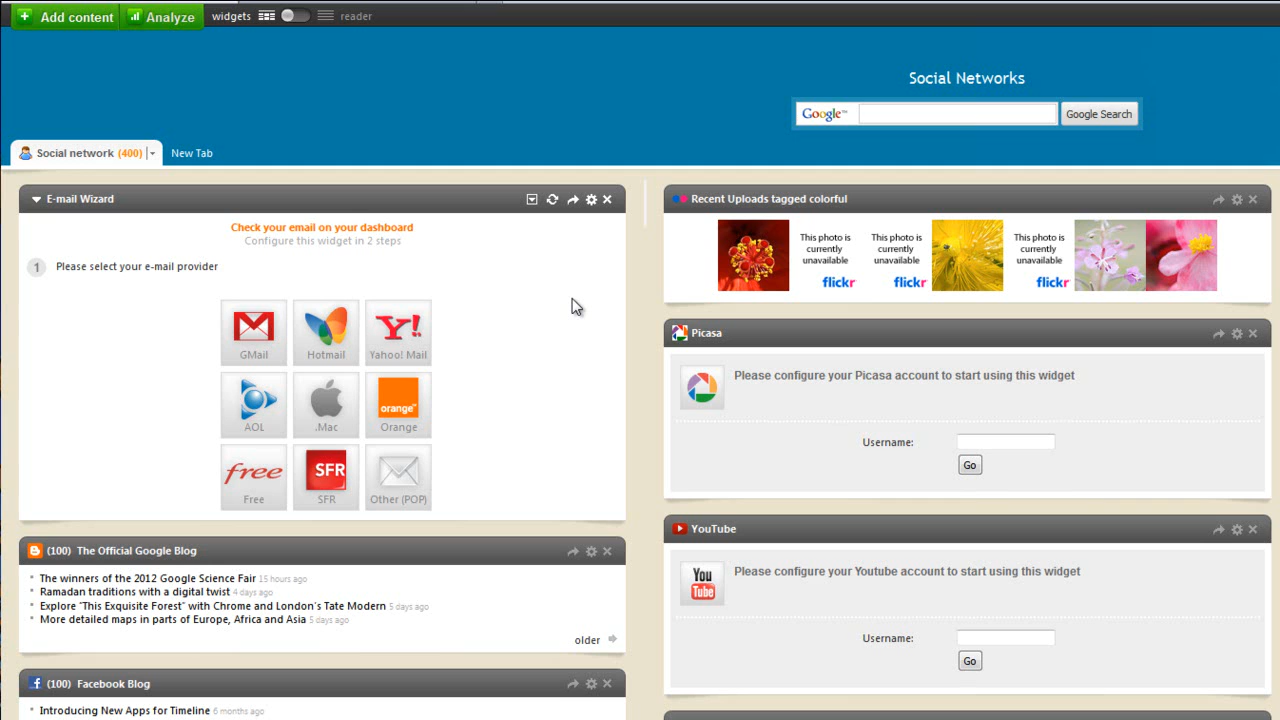 Add content Analyze widgets reader
Social Networks
Google™ Google Search
Social network (400) New Tab
E-mail Wizard
Check your email on your dashboard
Configure this widget in 2 steps
1 Please select your e-mail provider
GMail Hotmail Yahoo! Mail
Y!
AOL .Mac Orange
orange™
free SFR
Free SFR Other (POP)
(100) The Official Google Blog
The winners of the 2012 Google Science Fair 15 hours ago
Ramadan traditions with a digital twist 4 days ago
Explore "This Exquisite Forest" with Chrome and London's Tate Modern 5 days ago
More detailed maps in parts of Europe, Africa and Asia 5 days ago
older
(100) Facebook Blog
Introducing New Apps for Timeline 6 months ago
Recent Uploads tagged colorful
This photo is currently unavailable flickr
This photo is currently unavailable flickr
This photo is currently unavailable flickr
Picasa
Please configure your Picasa account to start using this widget
Username:
Go
YouTube
You Tube
Please configure your Youtube account to start using this widget
Username:
Go